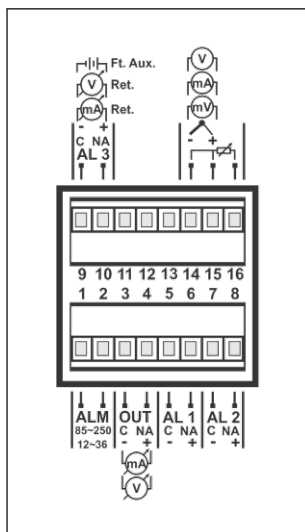 Ft. Aux.
V Ret.
mA Ret.
V
mA
mV
- +
C NA
AL 3
- +
9 10 11 12 13 14 15 16
1 2 3 4 5 6 7 8
ALM OUT AL 1 AL 2
85~250 C NA C NA C NA
12~36 - + - + - +
mA
V